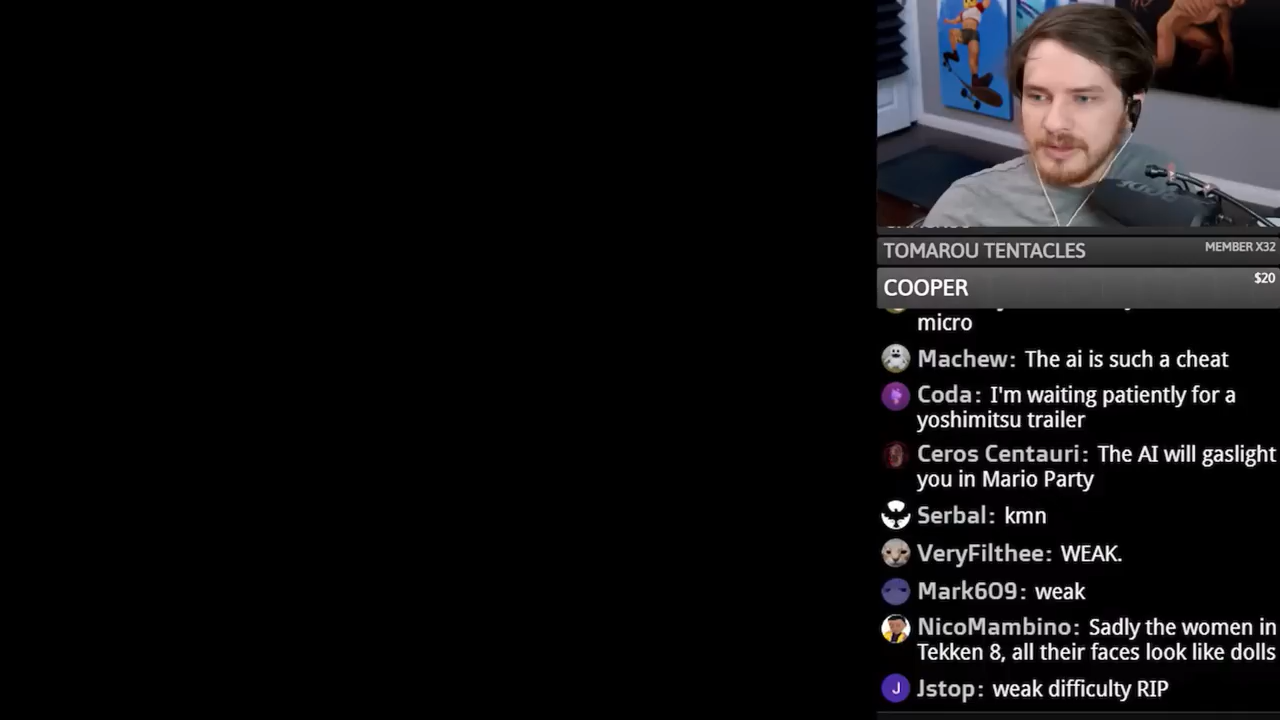 TOMAROU TENTACLES
MEMBER X32
COOPER
$20
micro
Machew: The ai is such a cheat
Coda: I'm waiting patiently for a
yoshimitsu trailer
Ceros Centauri: The AI will gaslight
you in Mario Party
Serbal: kmn
VeryFilthee: WEAK.
Mark609: weak
NicoMambino: Sadly the women in
Tekken 8, all their faces look like dolls
J
Jstop: weak difficulty RIP